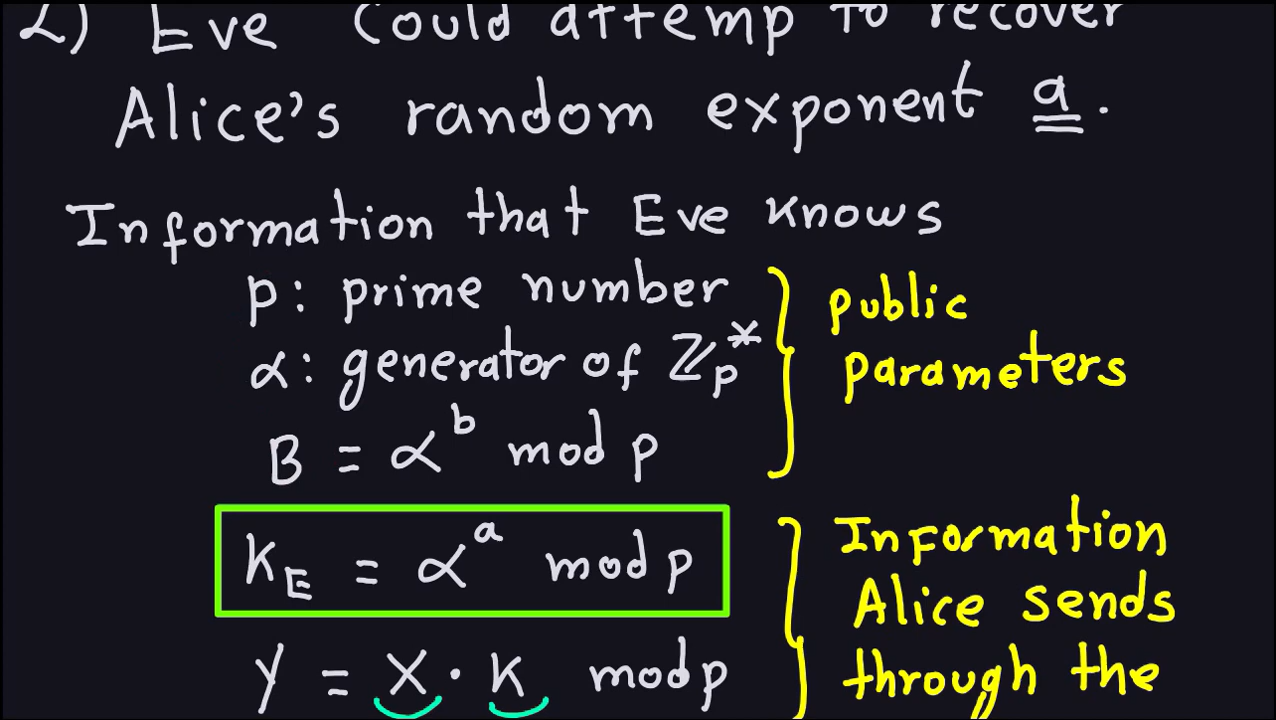 2) Eve Could attemp to recover
Alice's random exponent a.
Information that Eve knows
p: prime number
α: generator of ℤₚ*
B = α^b mod p
public
parameters
K_E = α^a mod p
y = x · K mod p
Information
Alice sends
through the